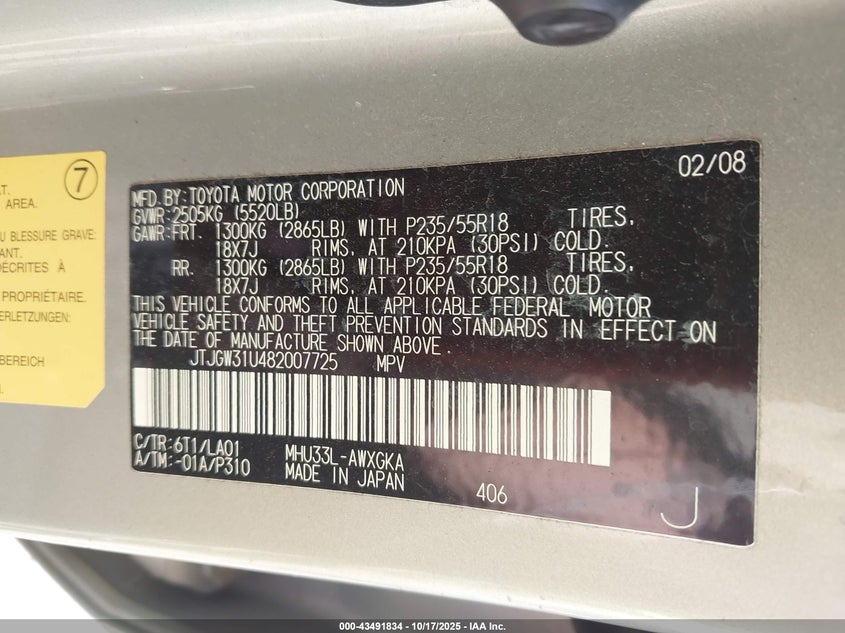 7
T.
AREA.
U BLESSURE GRAVE:
ANT.
DÉCRITES À
PROPRIÉTAIRE.
ERLETZUNGEN:
BEREICH
02/08
MFD. BY: TOYOTA MOTOR CORPORATION
GVWR: 2505KG (5520LB)
GAWR: FRT. 1300KG (2865LB) WITH P235/55R18 TIRES,
18X7J RIMS, AT 210KPA (30PSI) COLD.
RR. 1300KG (2865LB) WITH P235/55R18 TIRES,
18X7J RIMS, AT 210KPA (30PSI) COLD.
THIS VEHICLE CONFORMS TO ALL APPLICABLE FEDERAL MOTOR
VEHICLE SAFETY AND THEFT PREVENTION STANDARDS IN EFFECT ON
THE DATE OF MANUFACTURE SHOWN ABOVE.
JTJGW31U482007725 MPV
C/TR: 6T1/LA01 MHU33L-AWXGKA
A/TM: -01A/P310 MADE IN JAPAN
406
J
000-43491834 - 10/17/2025 - IAA Inc.